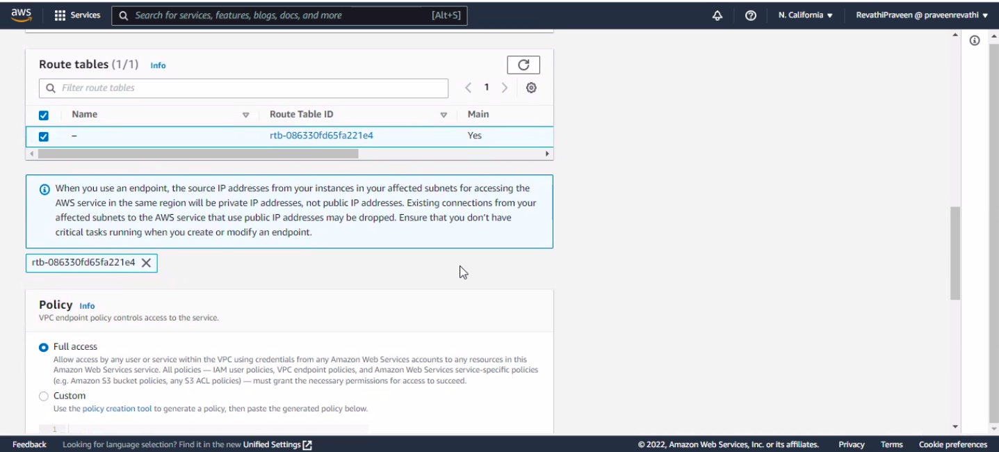 aws Services Search for services, features, blogs, docs, and more [Alt+S] N. California RevathiPraveen @ praveenrevathi
Route tables (1/1) Info
Filter route tables 1
Name Route Table ID Main
– rtb-086330fd65fa221e4 Yes
When you use an endpoint, the source IP addresses from your instances in your affected subnets for accessing the
AWS service in the same region will be private IP addresses, not public IP addresses. Existing connections from your
affected subnets to the AWS service that use public IP addresses may be dropped. Ensure that you don't have
critical tasks running when you create or modify an endpoint.
rtb-086330fd65fa221e4
Policy Info
VPC endpoint policy controls access to the service.
Full access
Allow access by any user or service within the VPC using credentials from any Amazon Web Services accounts to any resources in this
Amazon Web Services service. All policies — IAM user policies, VPC endpoint policies, and Amazon Web Services service-specific policies
(e.g. Amazon S3 bucket policies, any S3 ACL policies) — must grant the necessary permissions for access to succeed.
Custom
Use the policy creation tool to generate a policy, then paste the generated policy below.
1
Feedback Looking for language selection? Find it in the new Unified Settings © 2022, Amazon Web Services, Inc. or its affiliates. Privacy Terms Cookie preferences